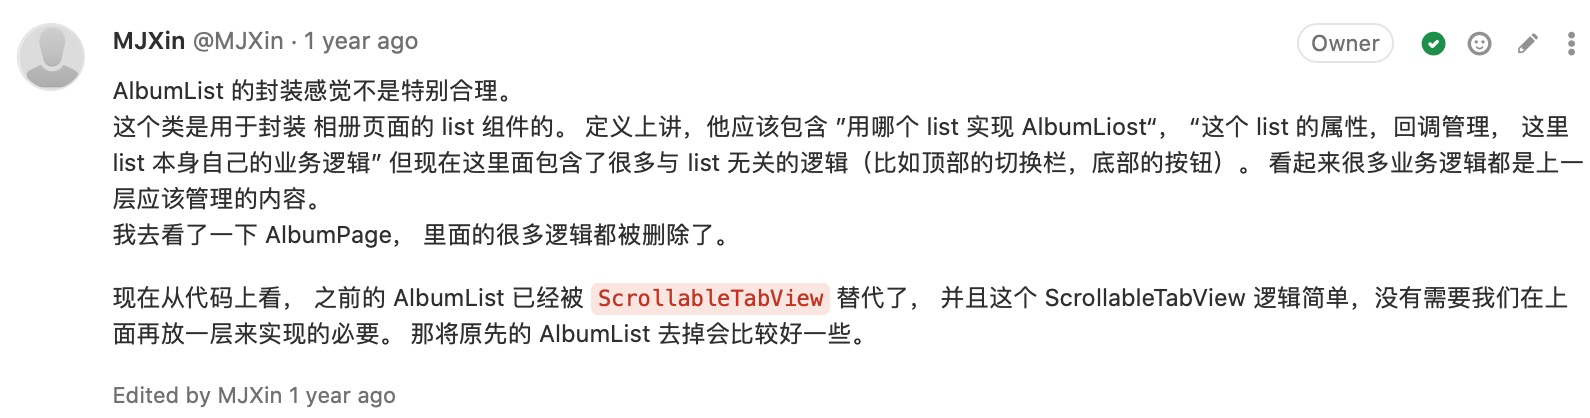 MJXin @MJXin · 1 year ago
Owner
AlbumList 的封装感觉不是特别合理。
这个类是用于封装 相册页面的 list 组件的。 定义上讲，他应该包含 ”用哪个 list 实现 AlbumLiost“， “这个 list 的属性，回调管理， 这里
list 本身自己的业务逻辑” 但现在这里面包含了很多与 list 无关的逻辑（比如顶部的切换栏，底部的按钮）。 看起来很多业务逻辑都是上一
层应该管理的内容。
我去看了一下 AlbumPage， 里面的很多逻辑都被删除了。
现在从代码上看， 之前的 AlbumList 已经被 ScrollableTabView 替代了， 并且这个 ScrollableTabView 逻辑简单，没有需要我们在上
面再放一层来实现的必要。 那将原先的 AlbumList 去掉会比较好一些。
Edited by MJXin 1 year ago